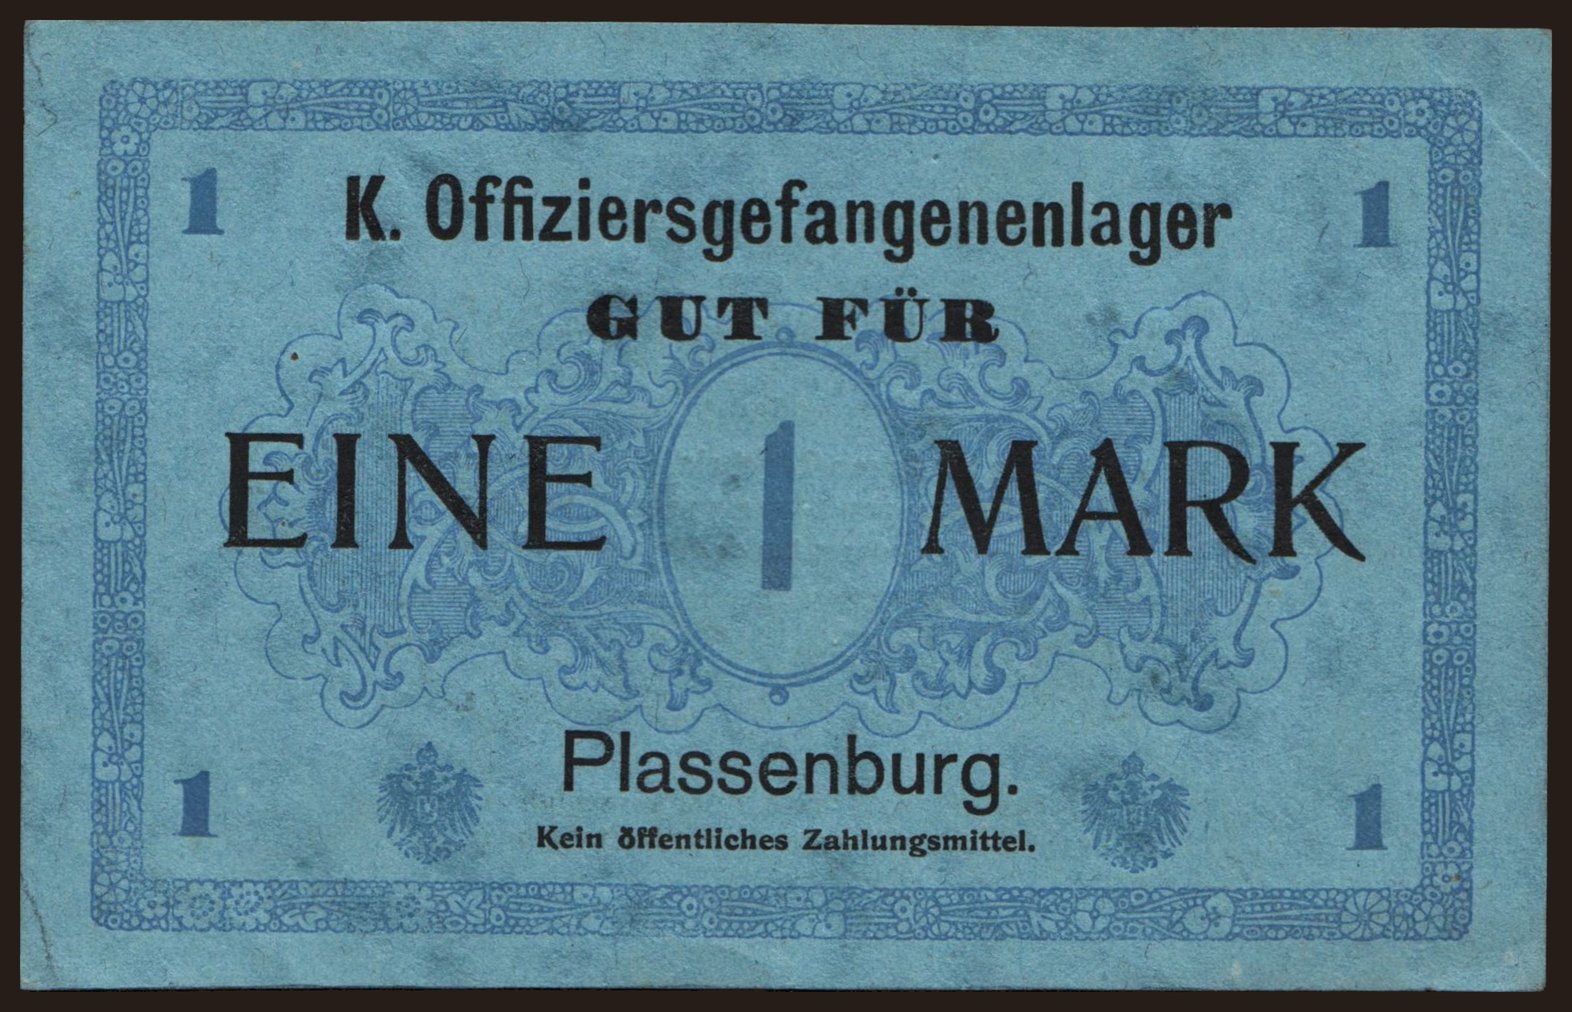 1 K. Offiziersgefangenenlager 1
GUT FÜR
EINE 1 MARK
Plassenburg.
1 Kein öffentliches Zahlungsmittel. 1